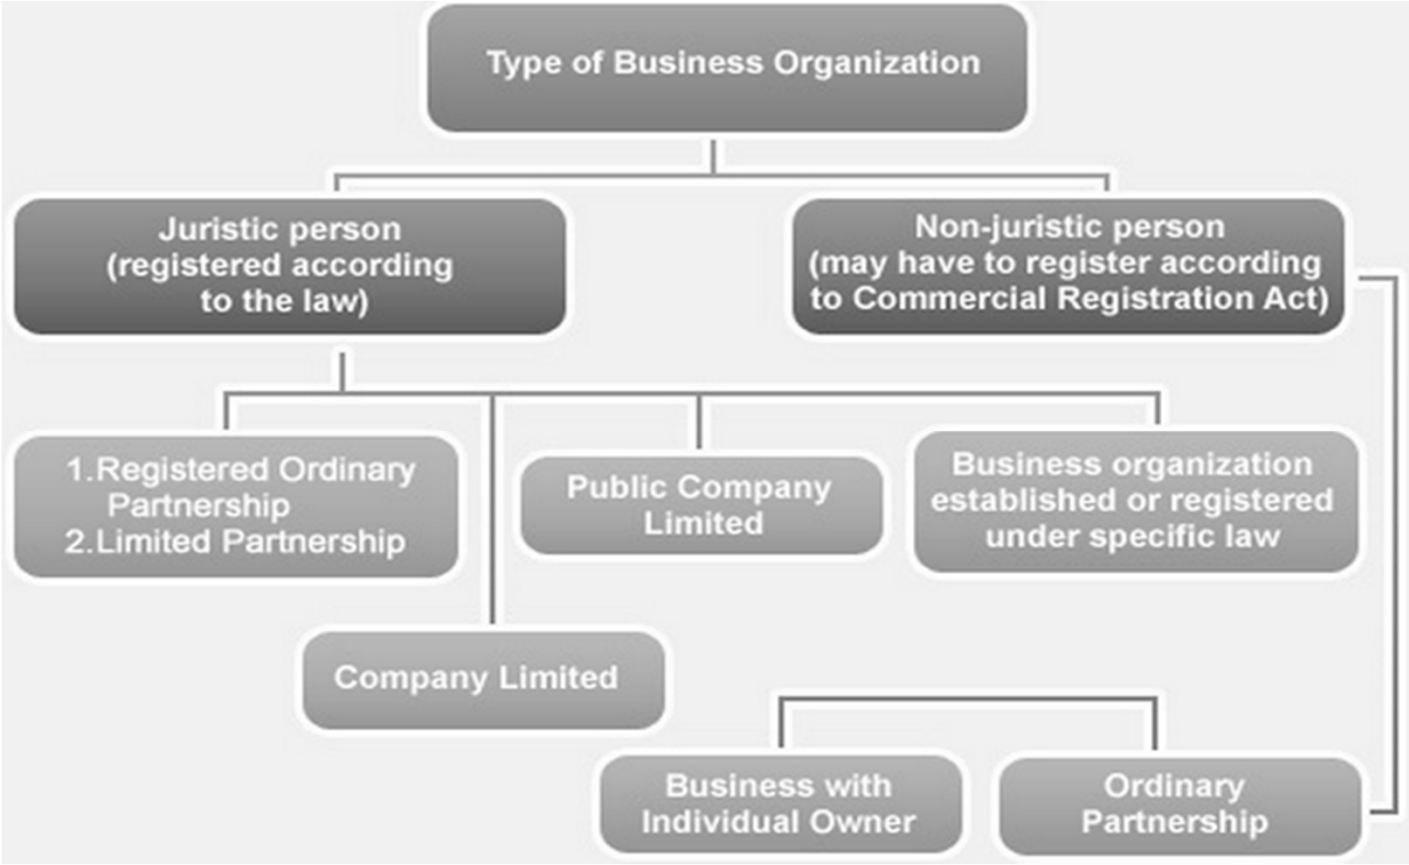 Type of Business Organization
Juristic person
(registered according
to the law)
Non-juristic person
(may have to register according
to Commercial Registration Act)
1.Registered Ordinary
Partnership
2.Limited Partnership
Public Company
Limited
Business organization
established or registered
under specific law
Company Limited
Business with
Individual Owner
Ordinary
Partnership